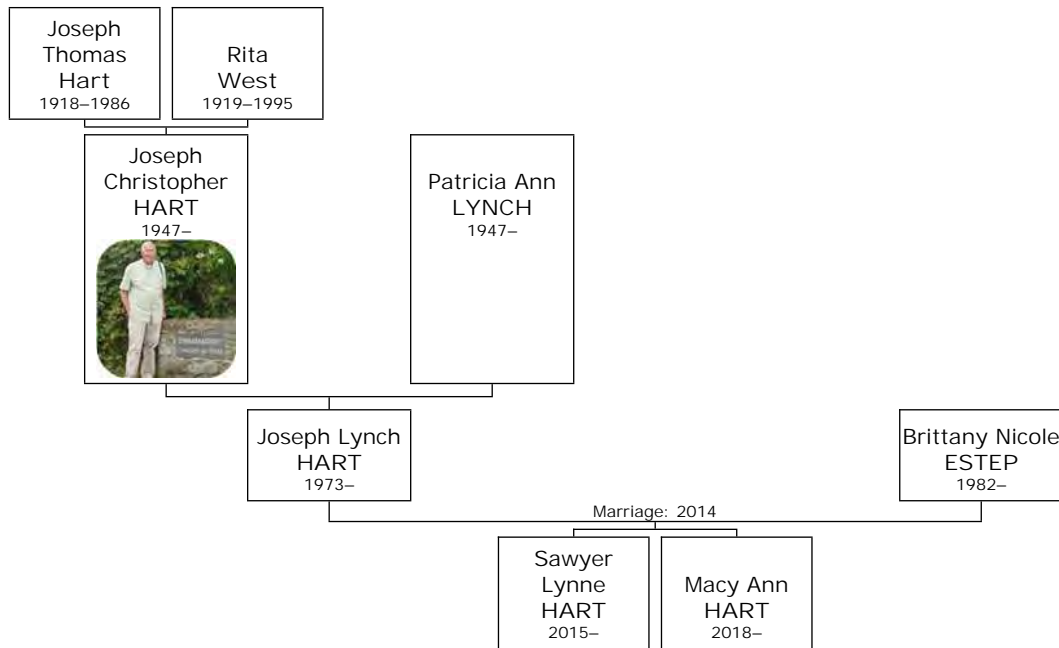 Joseph
Thomas
Hart
1918–1986
Rita
West
1919–1995
Joseph
Christopher
HART
1947–
Patricia Ann
LYNCH
1947–
Joseph Lynch
HART
1973–
Brittany Nicole
ESTEP
1982–
Marriage: 2014
Sawyer
Lynne
HART
2015–
Macy Ann
HART
2018–